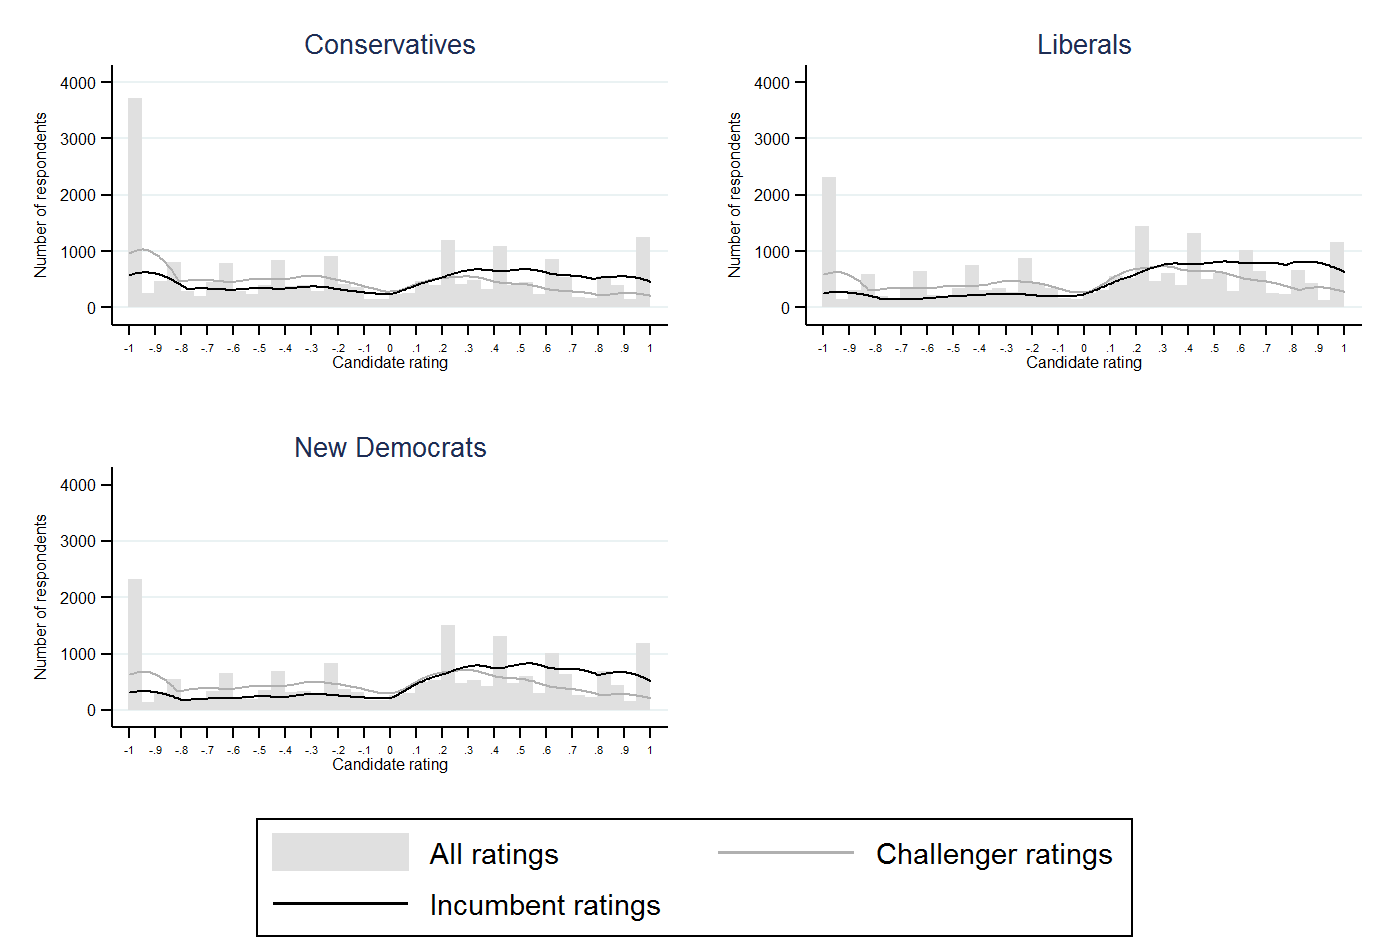 Conservatives
Number of respondents
4000
3000
2000
1000
0
-1 -.9 -.8 -.7 -.6 -.5 -.4 -.3 -.2 -.1 0 .1 .2 .3 .4 .5 .6 .7 .8 .9 1
Candidate rating
Liberals
Number of respondents
4000
3000
2000
1000
0
-1 -.9 -.8 -.7 -.6 -.5 -.4 -.3 -.2 -.1 0 .1 .2 .3 .4 .5 .6 .7 .8 .9 1
Candidate rating
New Democrats
Number of respondents
4000
3000
2000
1000
0
-1 -.9 -.8 -.7 -.6 -.5 -.4 -.3 -.2 -.1 0 .1 .2 .3 .4 .5 .6 .7 .8 .9 1
Candidate rating
All ratings
Challenger ratings
Incumbent ratings